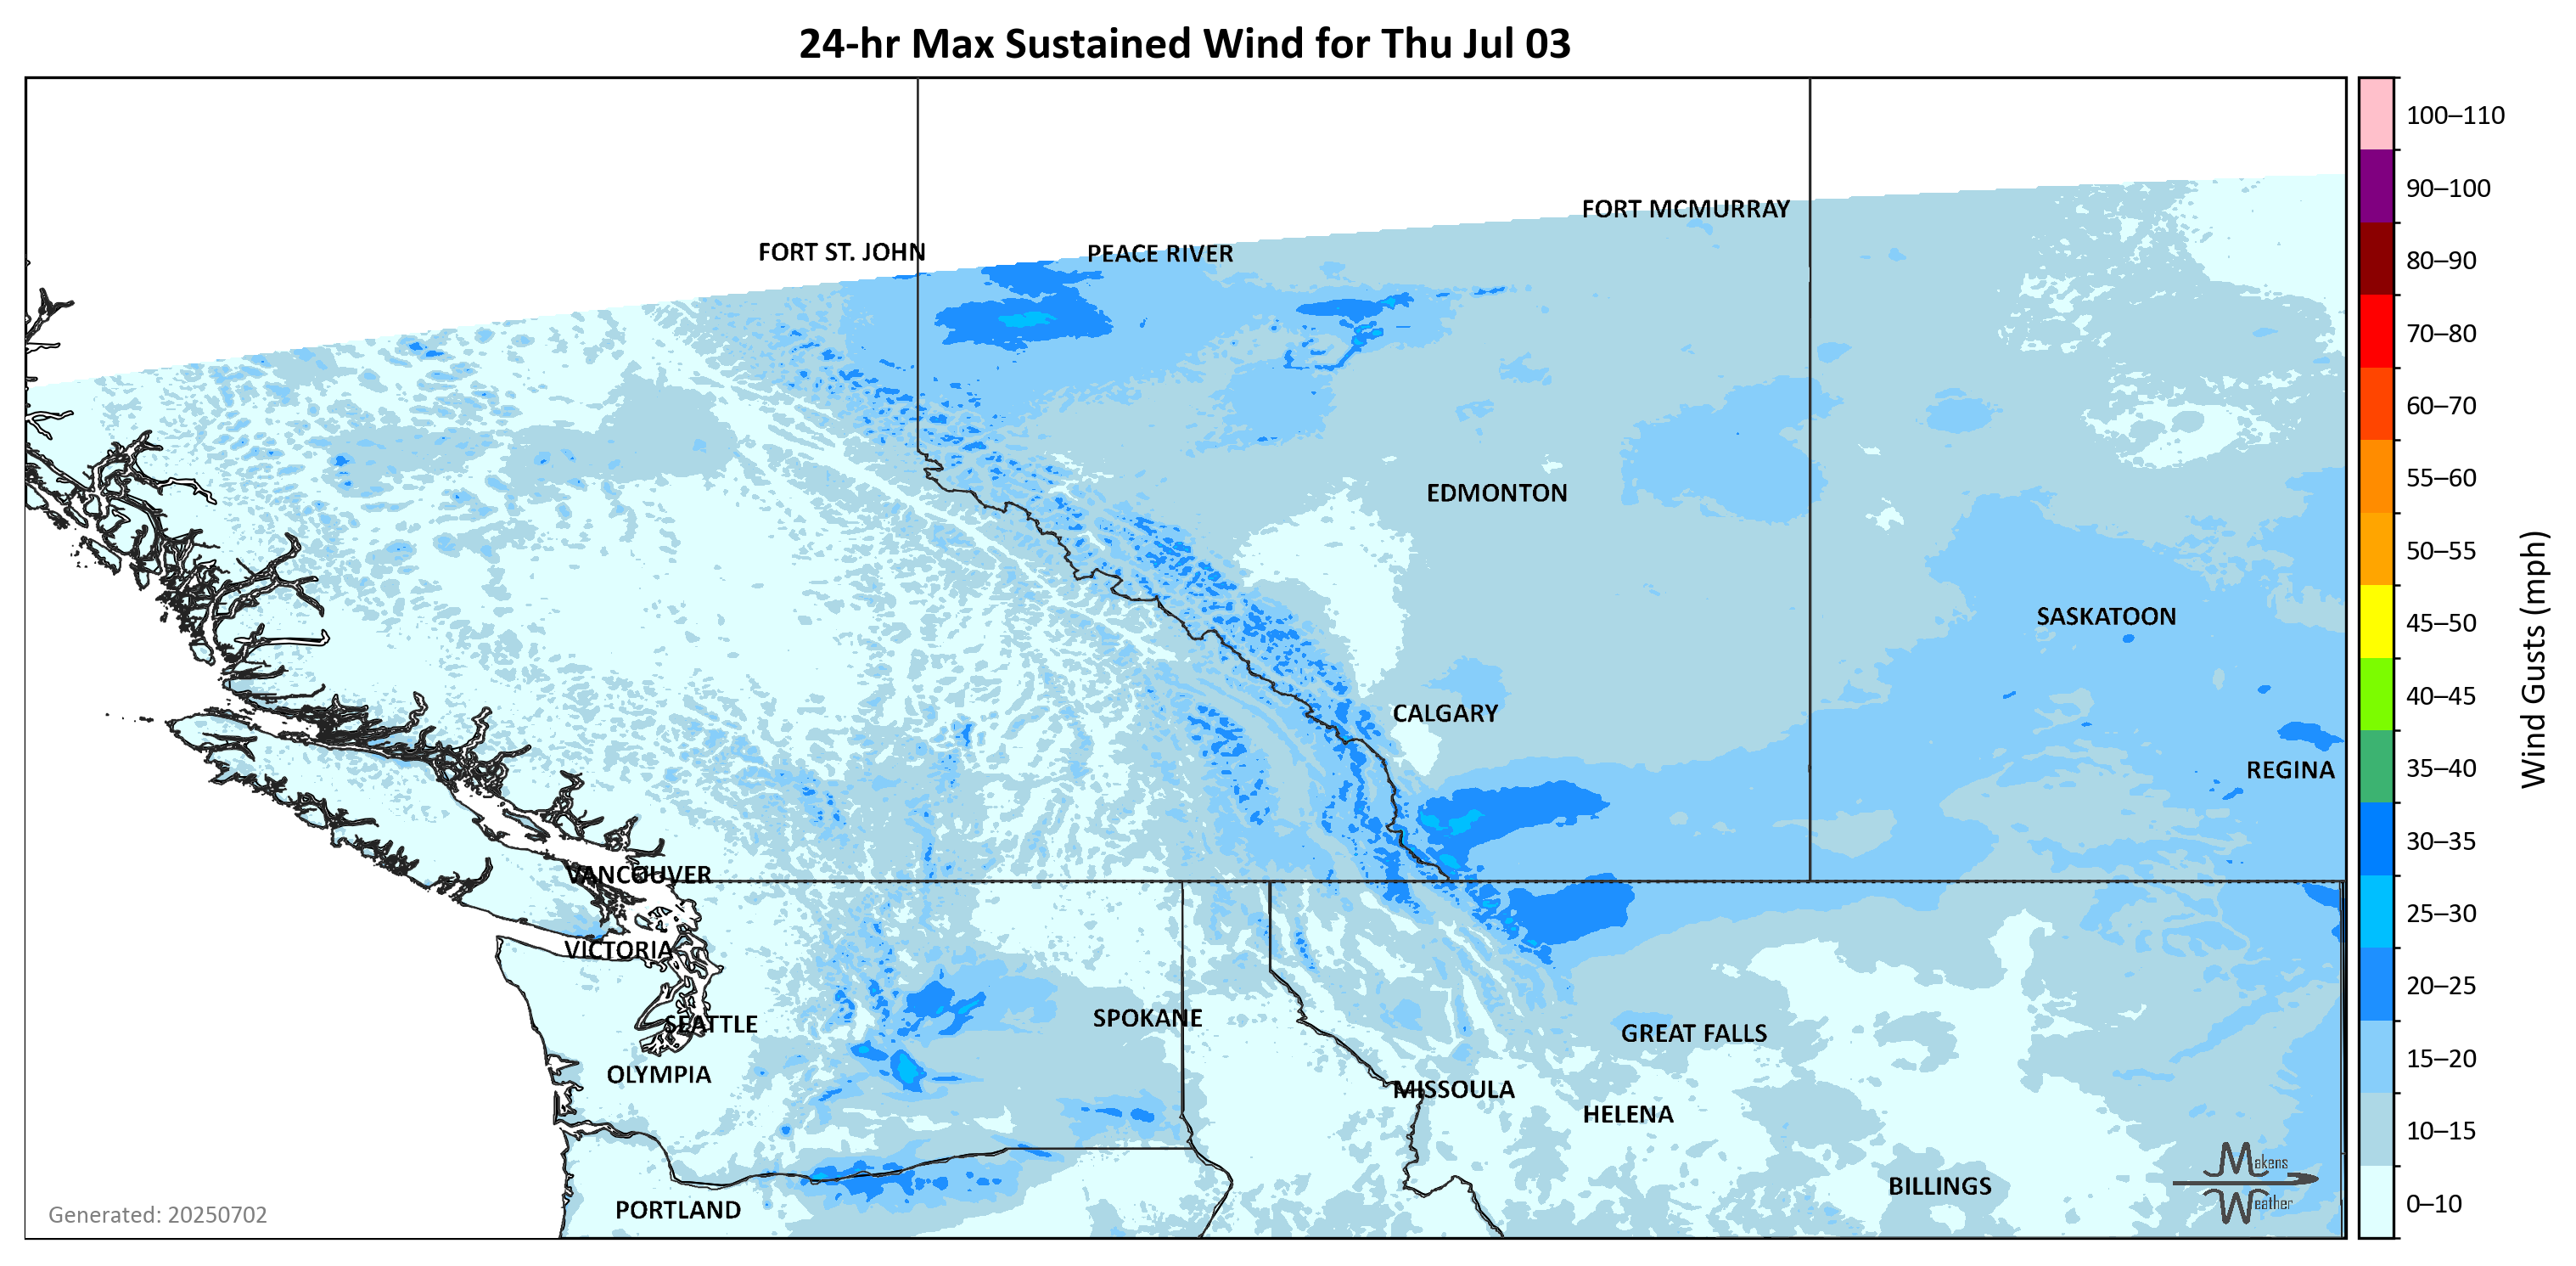 24-hr Max Sustained Wind for Thu Jul 03
FORT MCMURRAY
FORT ST. JOHN
PEACE RIVER
EDMONTON
SASKATOON
CALGARY
REGINA
VANCOUVER
VICTORIA
SEATTLE
SPOKANE
GREAT FALLS
OLYMPIA
MISSOULA
HELENA
BILLINGS
PORTLAND
Makens
Weather
Generated: 20250702
100–110
90–100
80–90
70–80
60–70
55–60
50–55
45–50
40–45
35–40
30–35
25–30
20–25
15–20
10–15
0–10
Wind Gusts (mph)